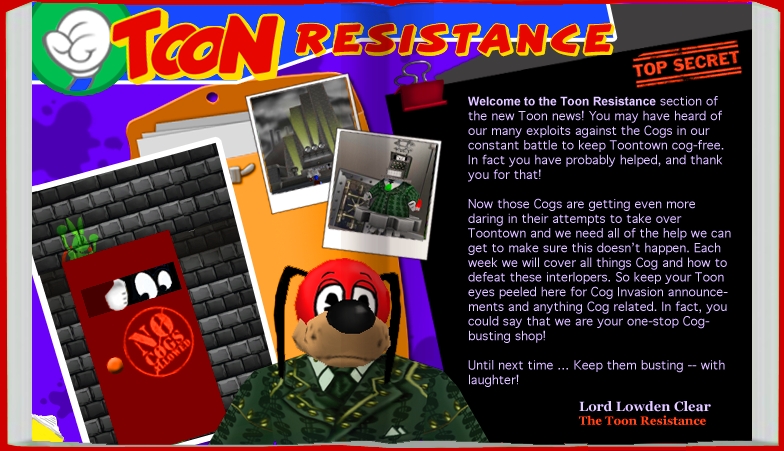 TOON RESISTANCE
TOP SECRET
Welcome to the Toon Resistance section of
the new Toon news! You may have heard of
our many exploits against the Cogs in our
constant battle to keep Toontown cog-free.
In fact you have probably helped, and thank
you for that!
Now those Cogs are getting even more
daring in their attempts to take over
Toontown and we need all of the help we can
get to make sure this doesn't happen. Each
week we will cover all things Cog and how to
defeat these interlopers. So keep your Toon
eyes peeled here for Cog Invasion announce-
ments and anything Cog related. In fact, you
could say that we are your one-stop Cog-
busting shop!
Until next time ... Keep them busting -- with
laughter!
Lord Lowden Clear
The Toon Resistance
NO
COGS
ALLOWED